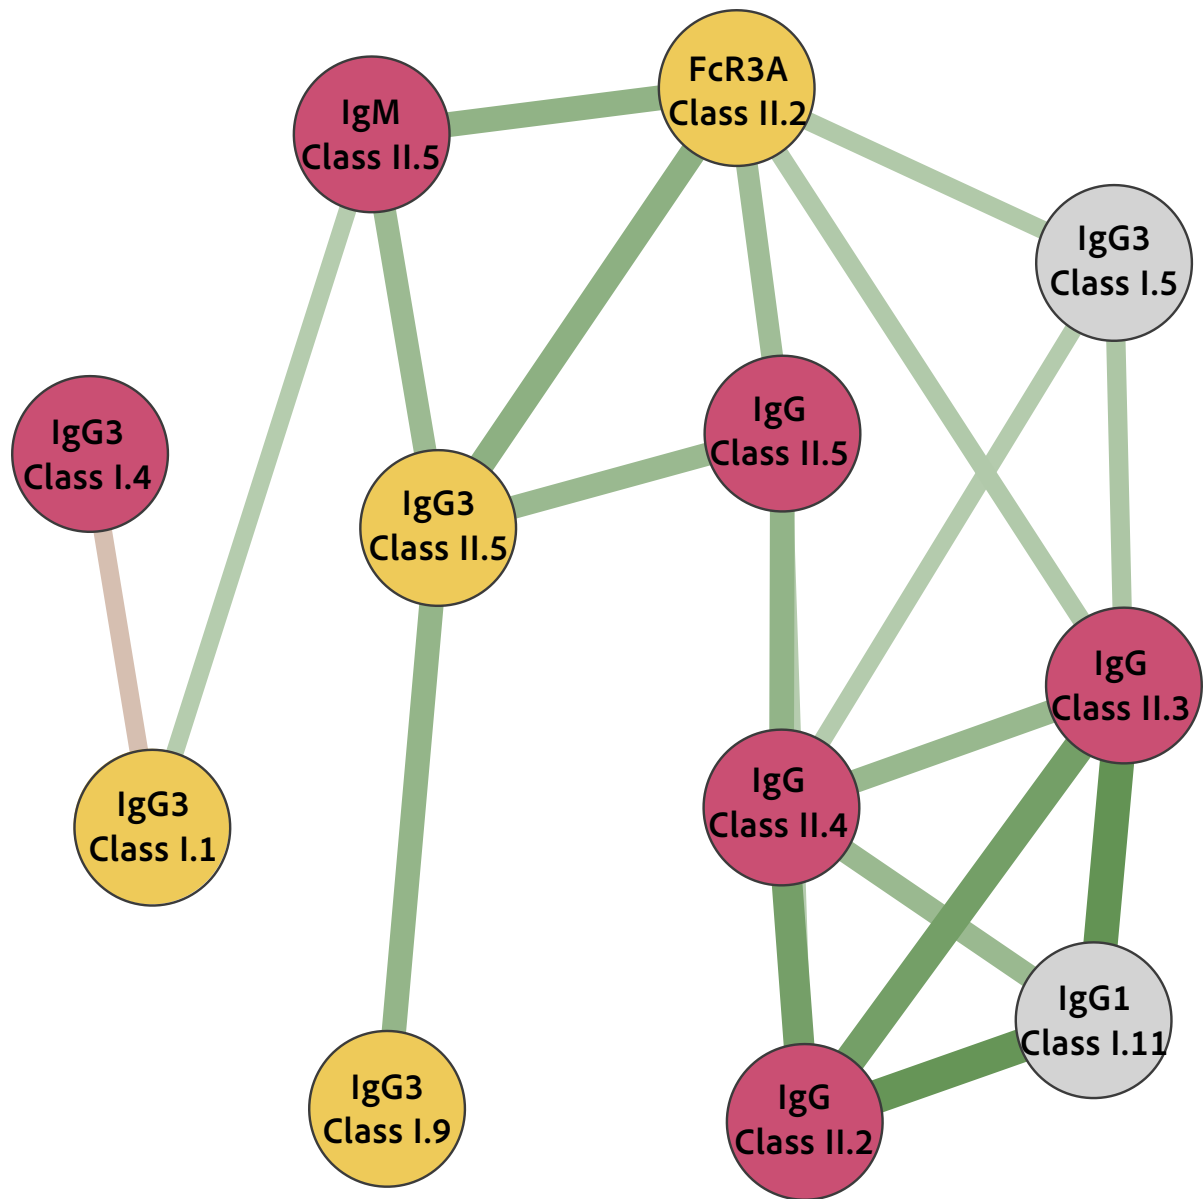 FcR3A
Class II.2
IgM
Class II.5
IgG3
Class I.5
IgG
Class II.5
IgG3
Class I.4
IgG3
Class II.5
IgG
Class II.3
IgG
Class II.4
IgG3
Class I.1
IgG1
Class I.11
IgG3
Class I.9
IgG
Class II.2